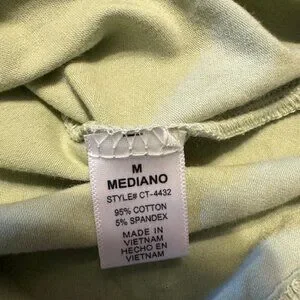 M
MEDIANO
STYLE# CT-4432
95% COTTON
5% SPANDEX
MADE IN
VIETNAM
HECHO EN
VIETNAM